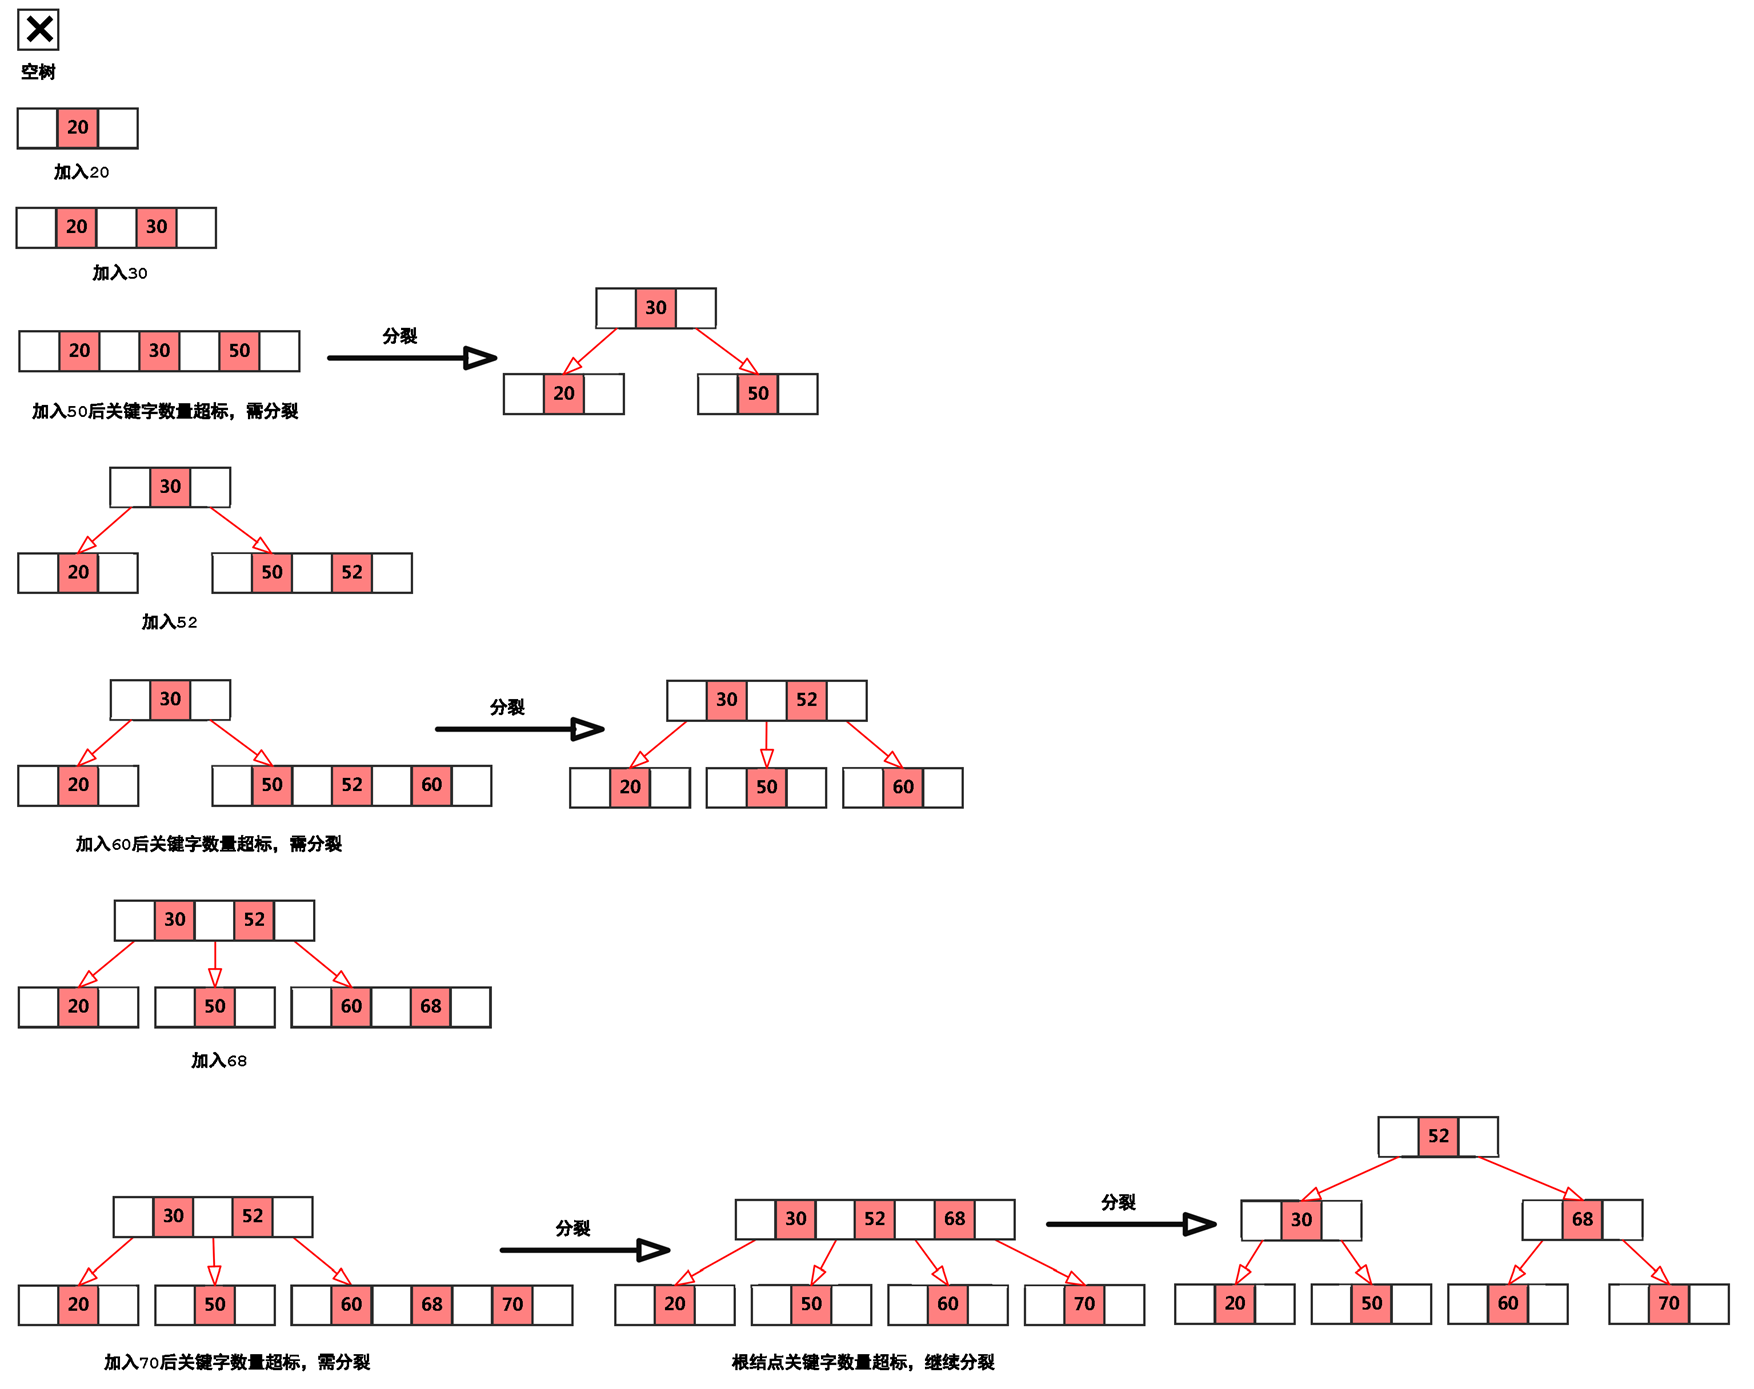 空树
20
加入20
20 30
加入30
30
分裂
20 30 50
20 50
加入50后关键字数量超标，需分裂
30
20 50 52
加入52
30
30 52
分裂
20 50 52 60
20 50 60
加入60后关键字数量超标，需分裂
30 52
20 50 60 68
加入68
52
30 52
分裂
30 52 68
分裂
30 68
20 50 60 68 70
20 50 60 70
20 50 60 70
加入70后关键字数量超标，需分裂
根结点关键字数量超标，继续分裂